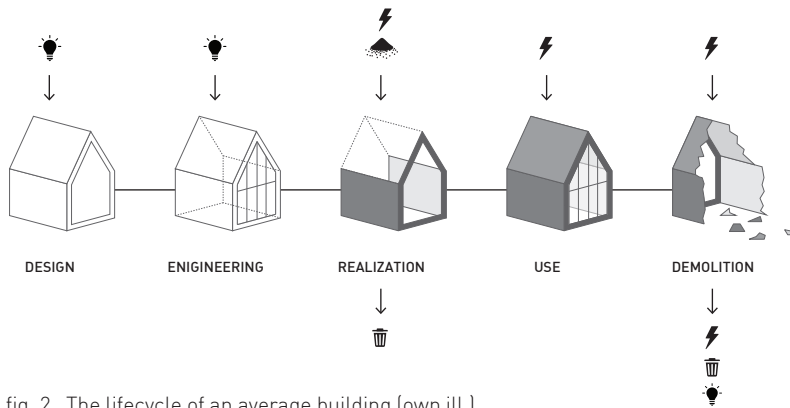 DESIGN
ENIGINEERING
REALIZATION
USE
DEMOLITION
fig. 2 The lifecycle of an average building (own ill.)